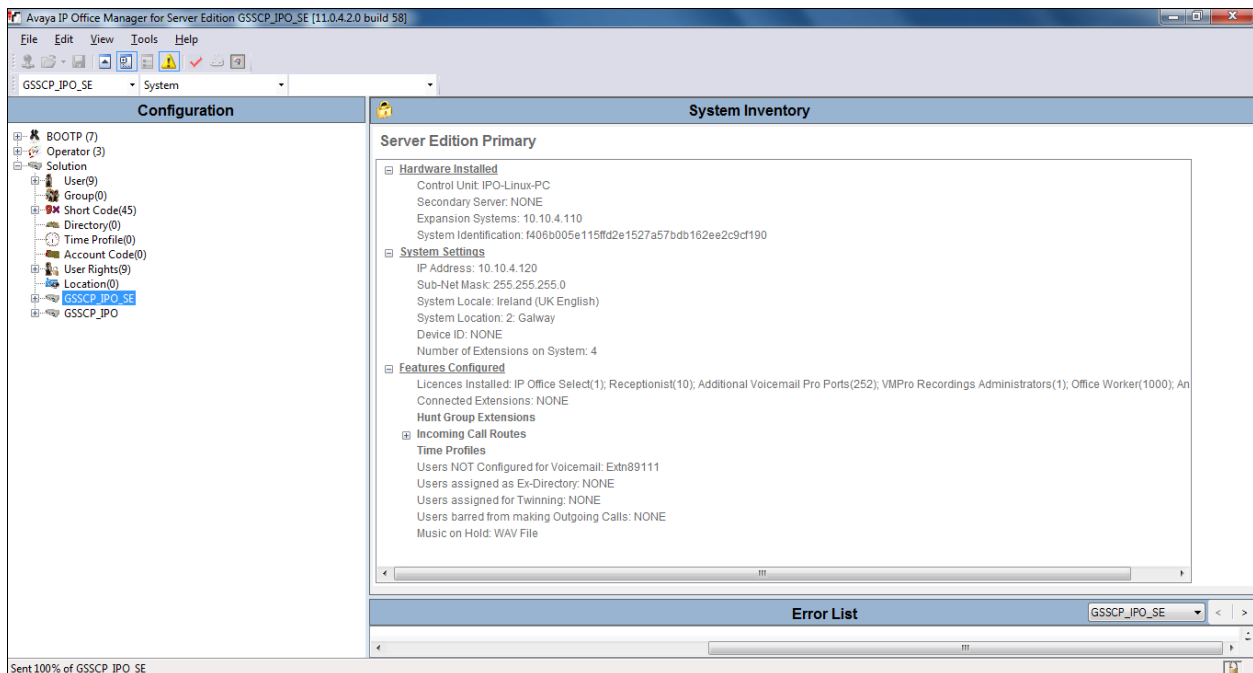 Avaya IP Office Manager for Server Edition GSSCP_IPO_SE [11.0.4.2.0 build 58]
File Edit View Tools Help
GSSCP_IPO_SE System
Configuration
BOOTP (7)
Operator (3)
Solution
User(9)
Group(0)
Short Code(45)
Directory(0)
Time Profile(0)
Account Code(0)
User Rights(9)
Location(0)
GSSCP_IPO_SE
GSSCP_IPO
System Inventory
Server Edition Primary
Hardware Installed
Control Unit: IPO-Linux-PC
Secondary Server: NONE
Expansion Systems: 10.10.4.110
System Identification: f406b005e115ffd2e1527a57bdb162ee2c9cf190
System Settings
IP Address: 10.10.4.120
Sub-Net Mask: 255.255.255.0
System Locale: Ireland (UK English)
System Location: 2: Galway
Device ID: NONE
Number of Extensions on System: 4
Features Configured
Licences Installed: IP Office Select(1); Receptionist(10); Additional Voicemail Pro Ports(252); VMPro Recordings Administrators(1); Office Worker(1000); An
Connected Extensions: NONE
Hunt Group Extensions
Incoming Call Routes
Time Profiles
Users NOT Configured for Voicemail: Extn89111
Users assigned as Ex-Directory: NONE
Users assigned for Twinning: NONE
Users barred from making Outgoing Calls: NONE
Music on Hold: WAV File
Error List
GSSCP_IPO_SE
Sent 100% of GSSCP_IPO_SE